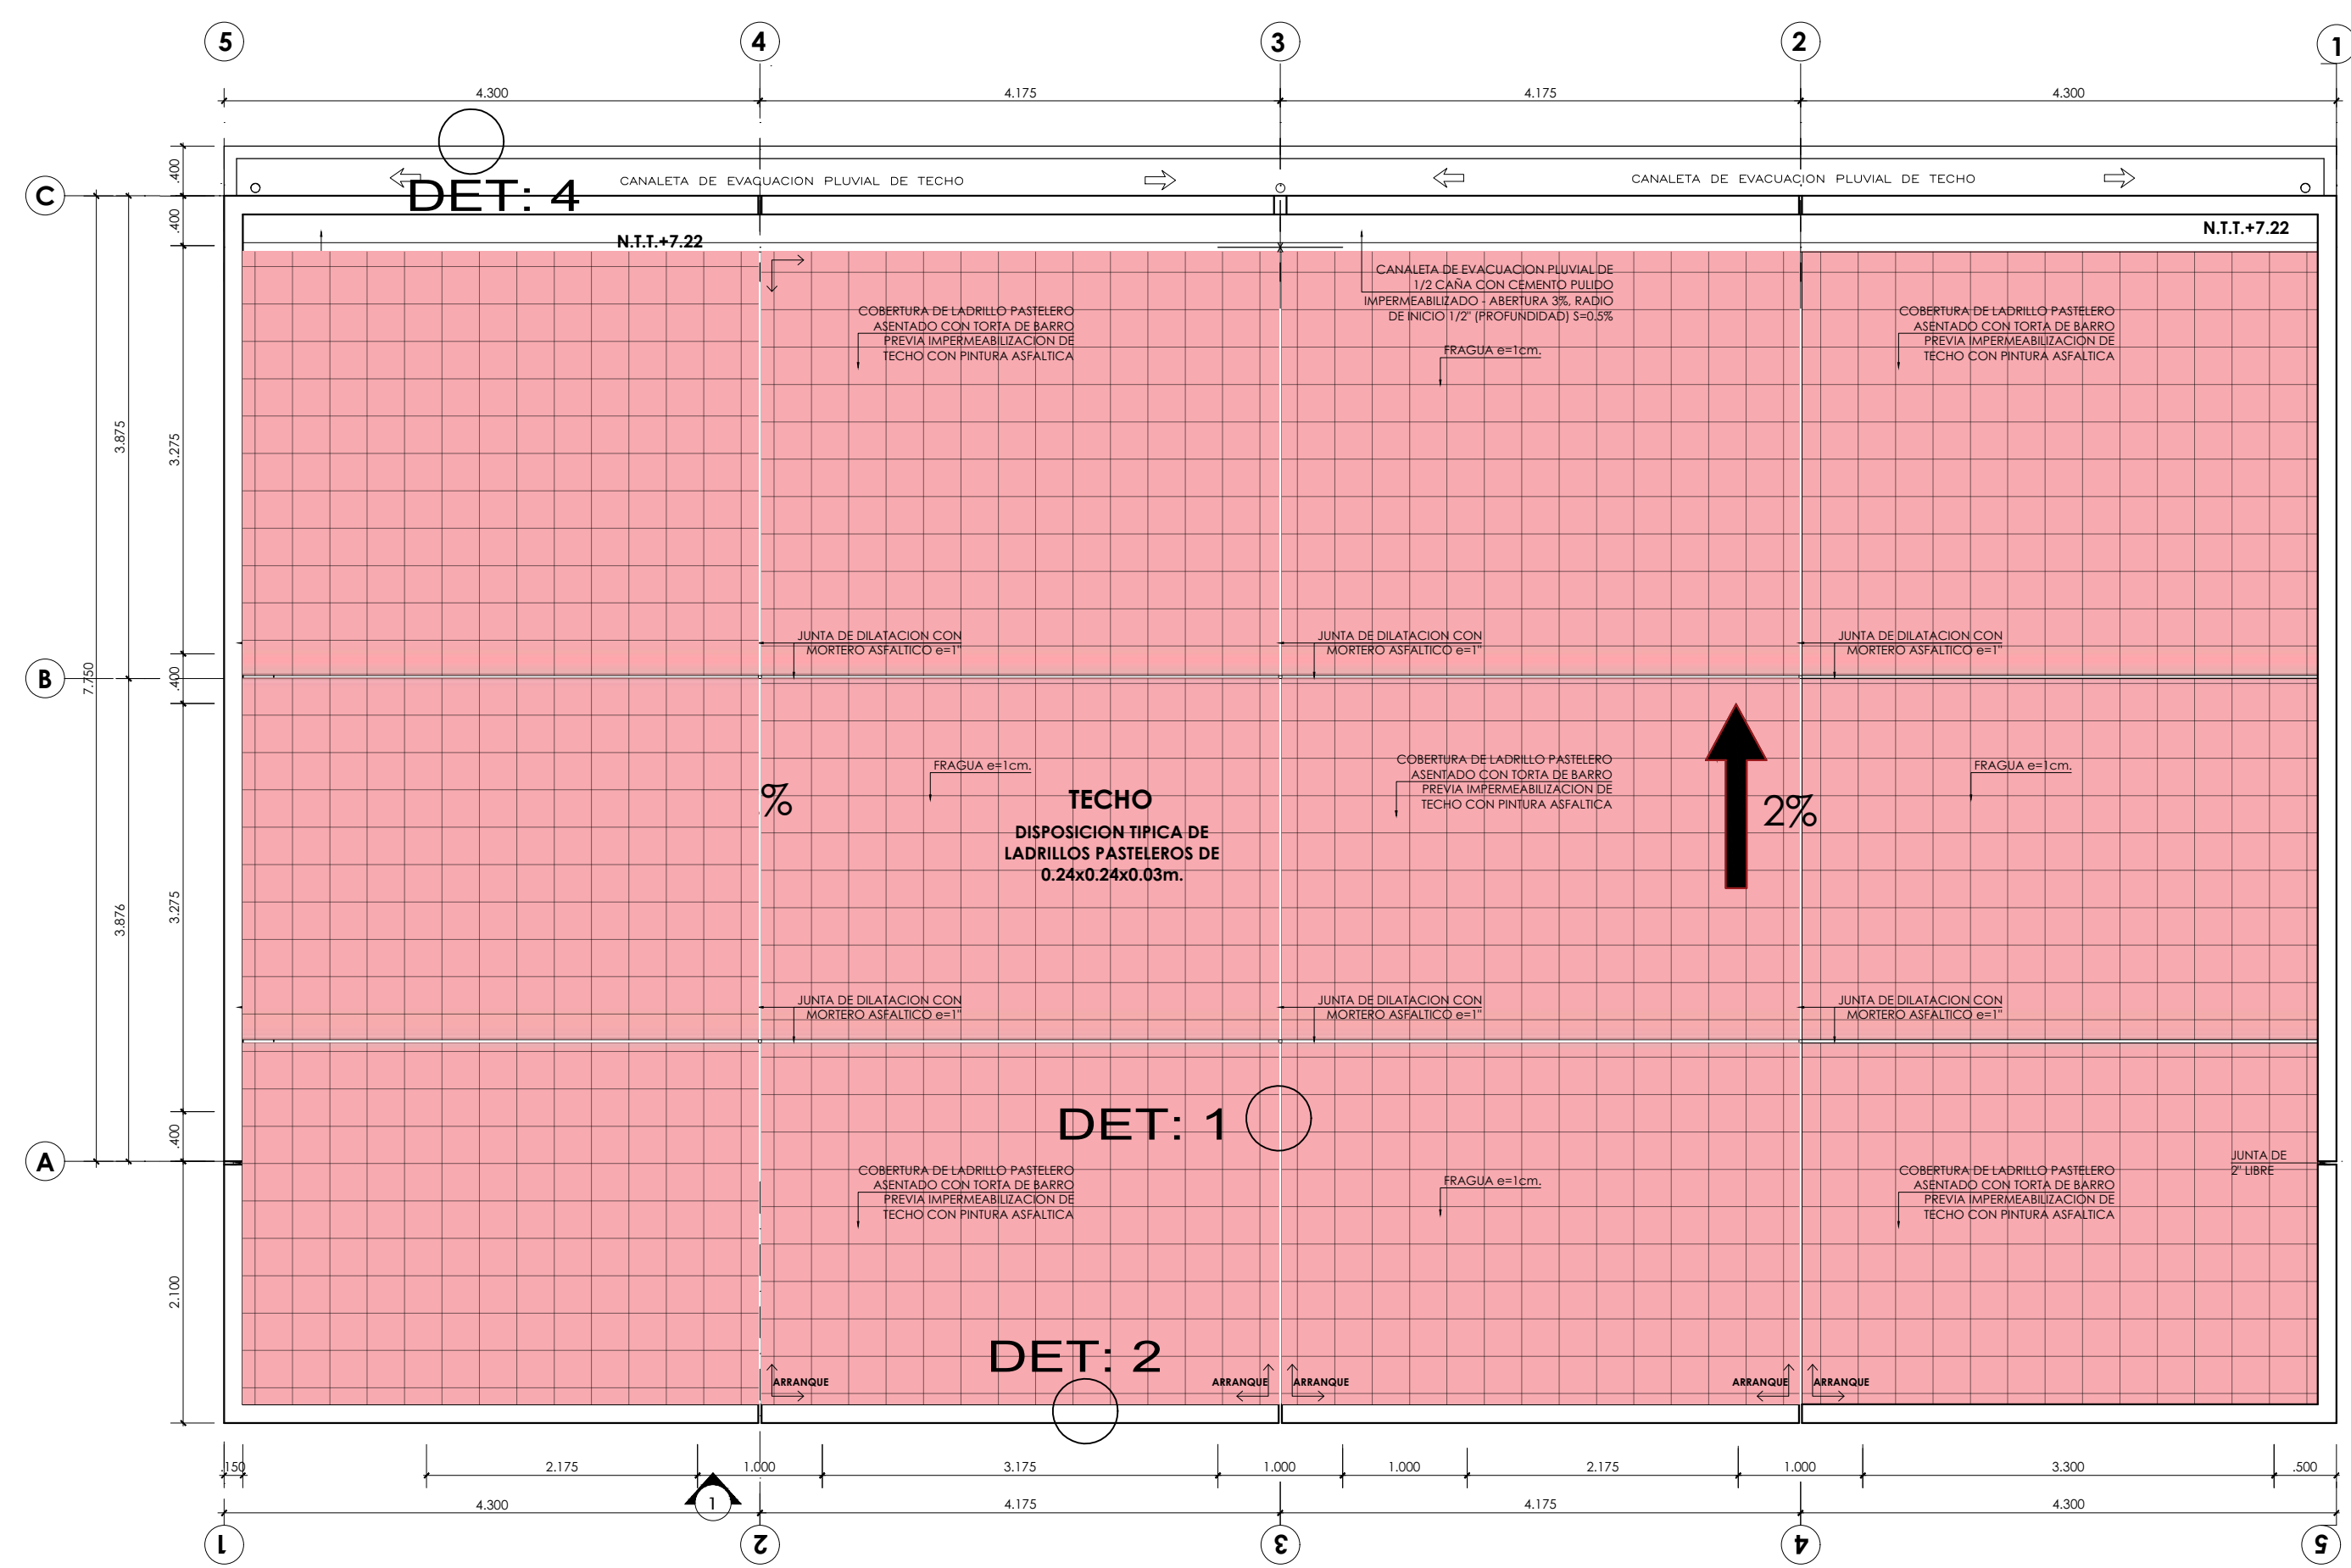 5 4 3 2 1
4.300 4.175 4.175 4.300
.400
C
CANALETA DE EVACUACION PLUVIAL DE TECHO
CANALETA DE EVACUACION PLUVIAL DE TECHO
DET: 4
.400
N.T.T.+7.22
N.T.T.+7.22
CANALETA DE EVACUACION PLUVIAL DE
1/2 CAÑA CON CEMENTO PULIDO
IMPERMEABILIZADO - ABERTURA 3%, RADIO
DE INICIO 1/2" (PROFUNDIDAD) S=0.5%
COBERTURA DE LADRILLO PASTELERO
ASENTADO CON TORTA DE BARRO
PREVIA IMPERMEABILIZACION DE
TECHO CON PINTURA ASFALTICA
FRAGUA e=1cm.
COBERTURA DE LADRILLO PASTELERO
ASENTADO CON TORTA DE BARRO
PREVIA IMPERMEABILIZACION DE
TECHO CON PINTURA ASFALTICA
3.875
3.275
JUNTA DE DILATACION CON
MORTERO ASFALTICO e=1"
JUNTA DE DILATACION CON
MORTERO ASFALTICO e=1"
JUNTA DE DILATACION CON
MORTERO ASFALTICO e=1"
B
7.750
.400
FRAGUA e=1cm.
COBERTURA DE LADRILLO PASTELERO
ASENTADO CON TORTA DE BARRO
PREVIA IMPERMEABILIZACION DE
TECHO CON PINTURA ASFALTICA
FRAGUA e=1cm.
%
2%
TECHO
DISPOSICION TIPICA DE
LADRILLOS PASTELEROS DE
0.24x0.24x0.03m.
3.876
3.275
JUNTA DE DILATACION CON
MORTERO ASFALTICO e=1"
JUNTA DE DILATACION CON
MORTERO ASFALTICO e=1"
JUNTA DE DILATACION CON
MORTERO ASFALTICO e=1"
DET: 1
.400
A
COBERTURA DE LADRILLO PASTELERO
ASENTADO CON TORTA DE BARRO
PREVIA IMPERMEABILIZACION DE
TECHO CON PINTURA ASFALTICA
FRAGUA e=1cm.
COBERTURA DE LADRILLO PASTELERO
ASENTADO CON TORTA DE BARRO
PREVIA IMPERMEABILIZACION DE
TECHO CON PINTURA ASFALTICA
JUNTA DE
2" LIBRE
2.100
DET: 2
ARRANQUE ARRANQUE ARRANQUE ARRANQUE ARRANQUE
.150 2.175 1.000 3.175 1.000 1.000 2.175 1.000 3.300 .500
1
4.300 4.175 4.175 4.300
1 2 3 4 5